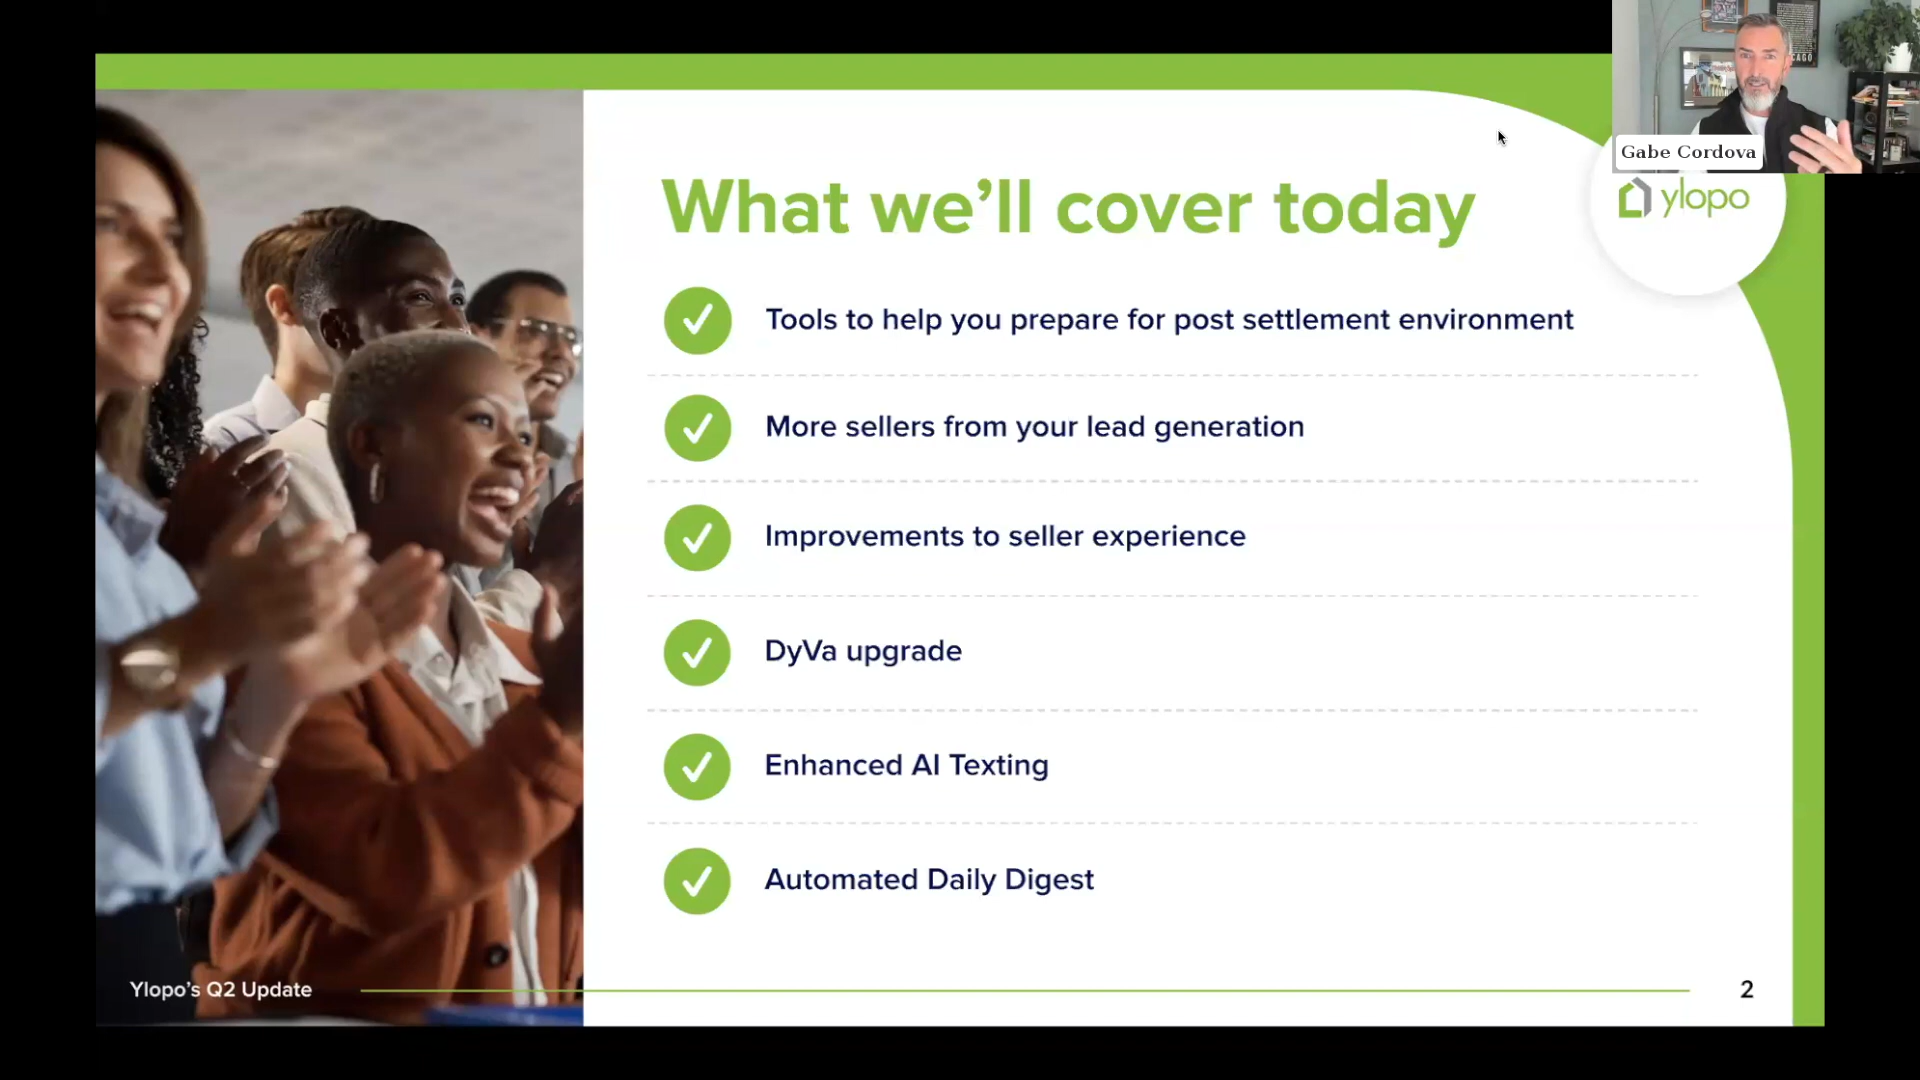 CAGO
Gabe Cordova
ylopo
What we'll cover today
Tools to help you prepare for post settlement environment
More sellers from your lead generation
Improvements to seller experience
DyVa upgrade
Enhanced AI Texting
Automated Daily Digest
Ylopo's Q2 Update
2